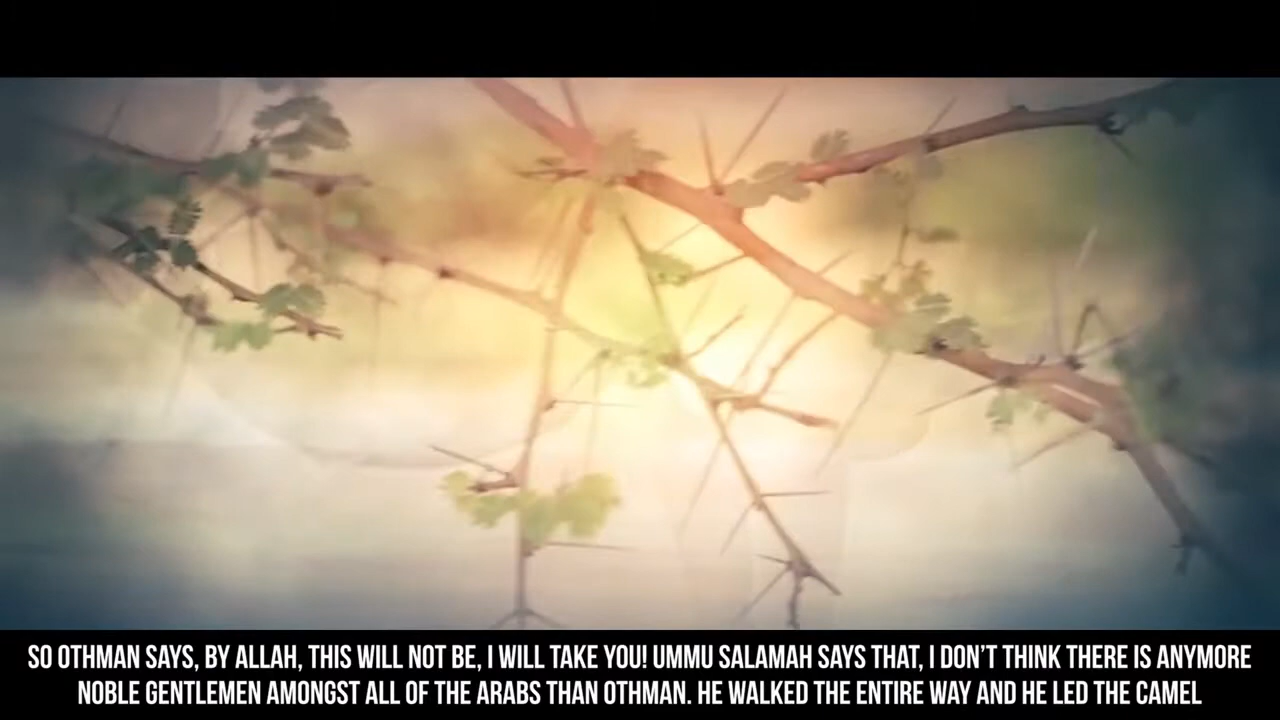 SO OTHMAN SAYS, BY ALLAH, THIS WILL NOT BE, I WILL TAKE YOU! UMMU SALAMAH SAYS THAT, I DON'T THINK THERE IS ANYMORE
NOBLE GENTLEMEN AMONGST ALL OF THE ARABS THAN OTHMAN. HE WALKED THE ENTIRE WAY AND HE LED THE CAMEL